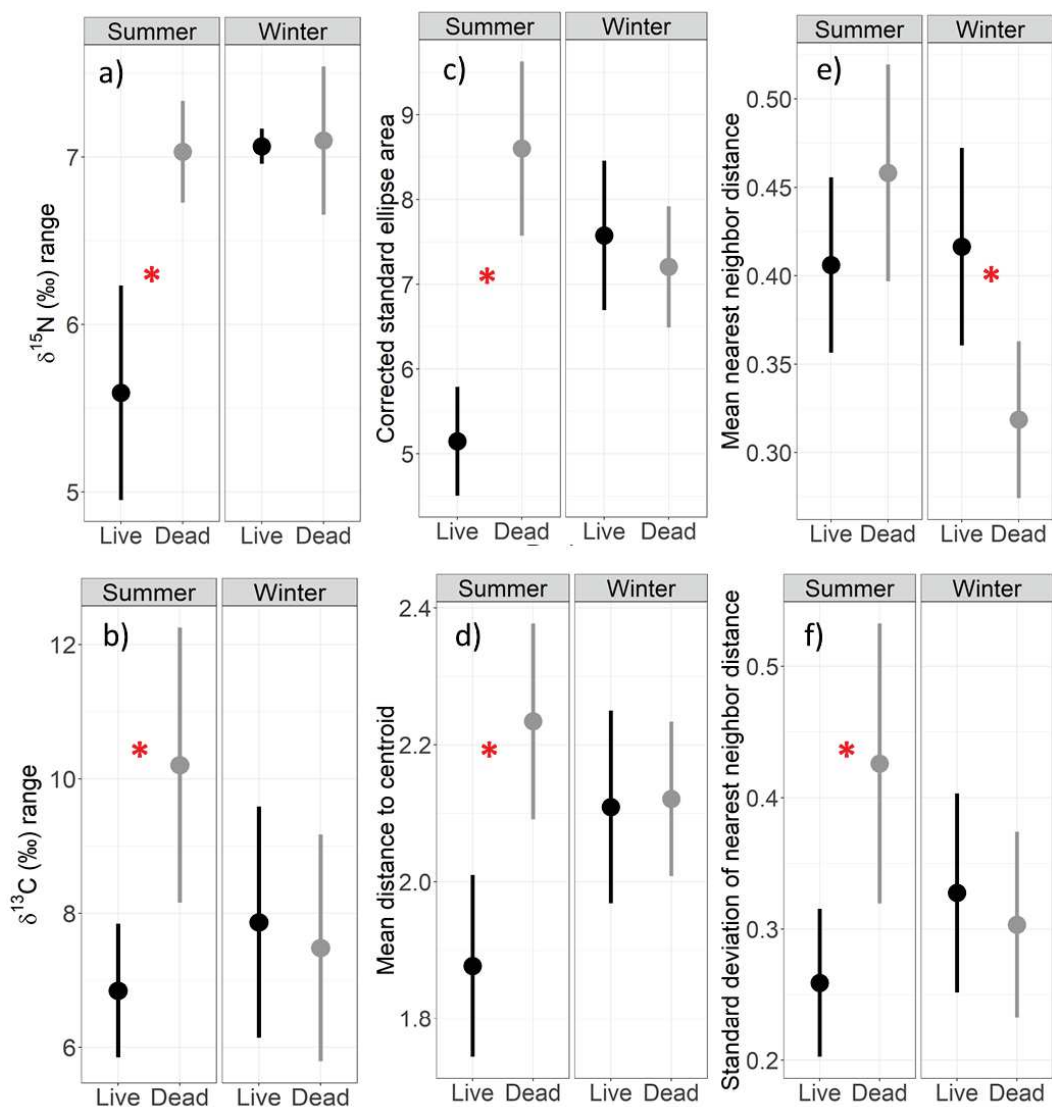 Summer Winter
a)
7
6
5
δ15N (‰) range
Live Dead Live Dead
Summer Winter
c)
9
8
7
6
5
Corrected standard ellipse area
Live Dead Live Dead
Summer Winter
e)
0.50
0.45
0.40
0.35
0.30
Mean nearest neighbor distance
Live Dead Live Dead
Summer Winter
b)
12
10
8
6
δ13C (‰) range
Live Dead Live Dead
Summer Winter
d)
2.4
2.2
2.0
1.8
Mean distance to centroid
Live Dead Live Dead
Summer Winter
f)
0.5
0.4
0.3
0.2
Standard deviation of nearest neighbor distance
Live Dead Live Dead